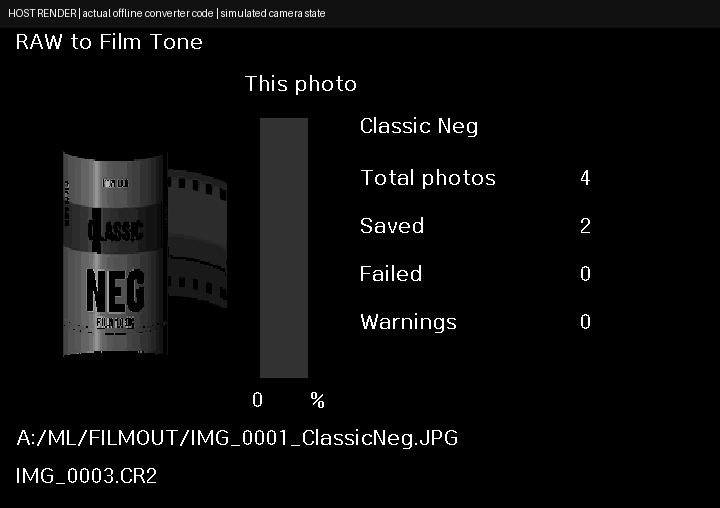 HOST RENDER | actual offline converter code | simulated camera state
RAW to Film Tone
This photo
Classic Neg
Total photos 4
Saved 2
Failed 0
Warnings 0
CLASSIC
NEG
0 %
A:/ML/FILMOUT/IMG_0001_ClassicNeg.JPG
IMG_0003.CR2